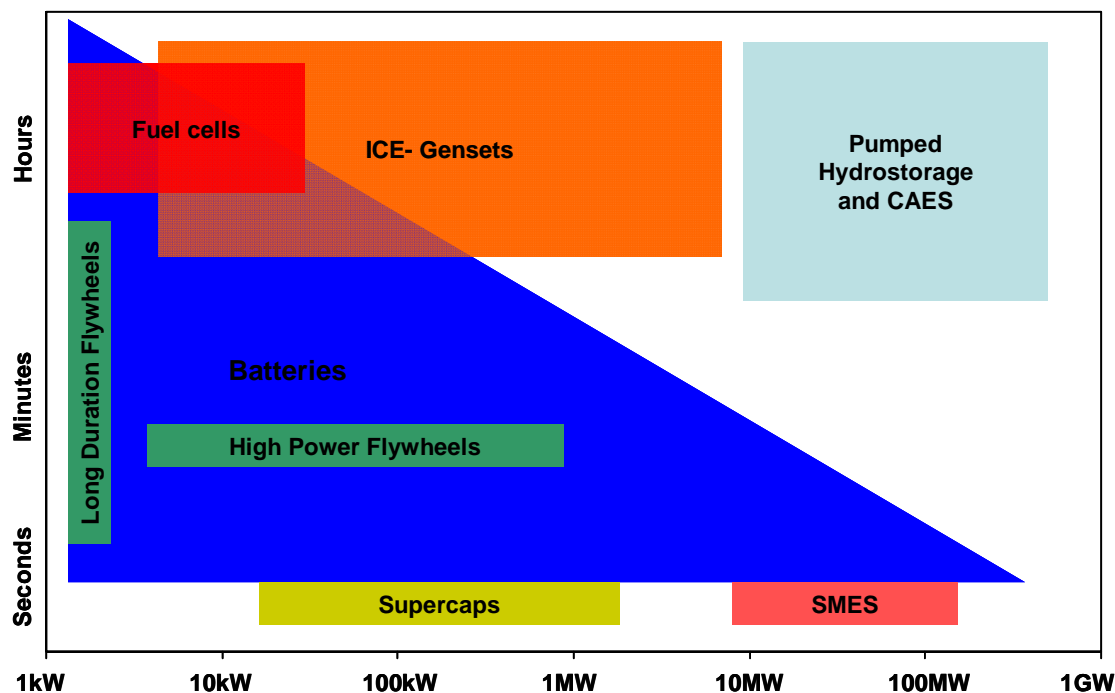 Hours
Minutes
Seconds
Fuel cells
ICE- Gensets
Pumped
Hydrostorage
and CAES
Long Duration Flywheels
Batteries
High Power Flywheels
Supercaps
SMES
1kW
10kW
100kW
1MW
10MW
100MW
1GW